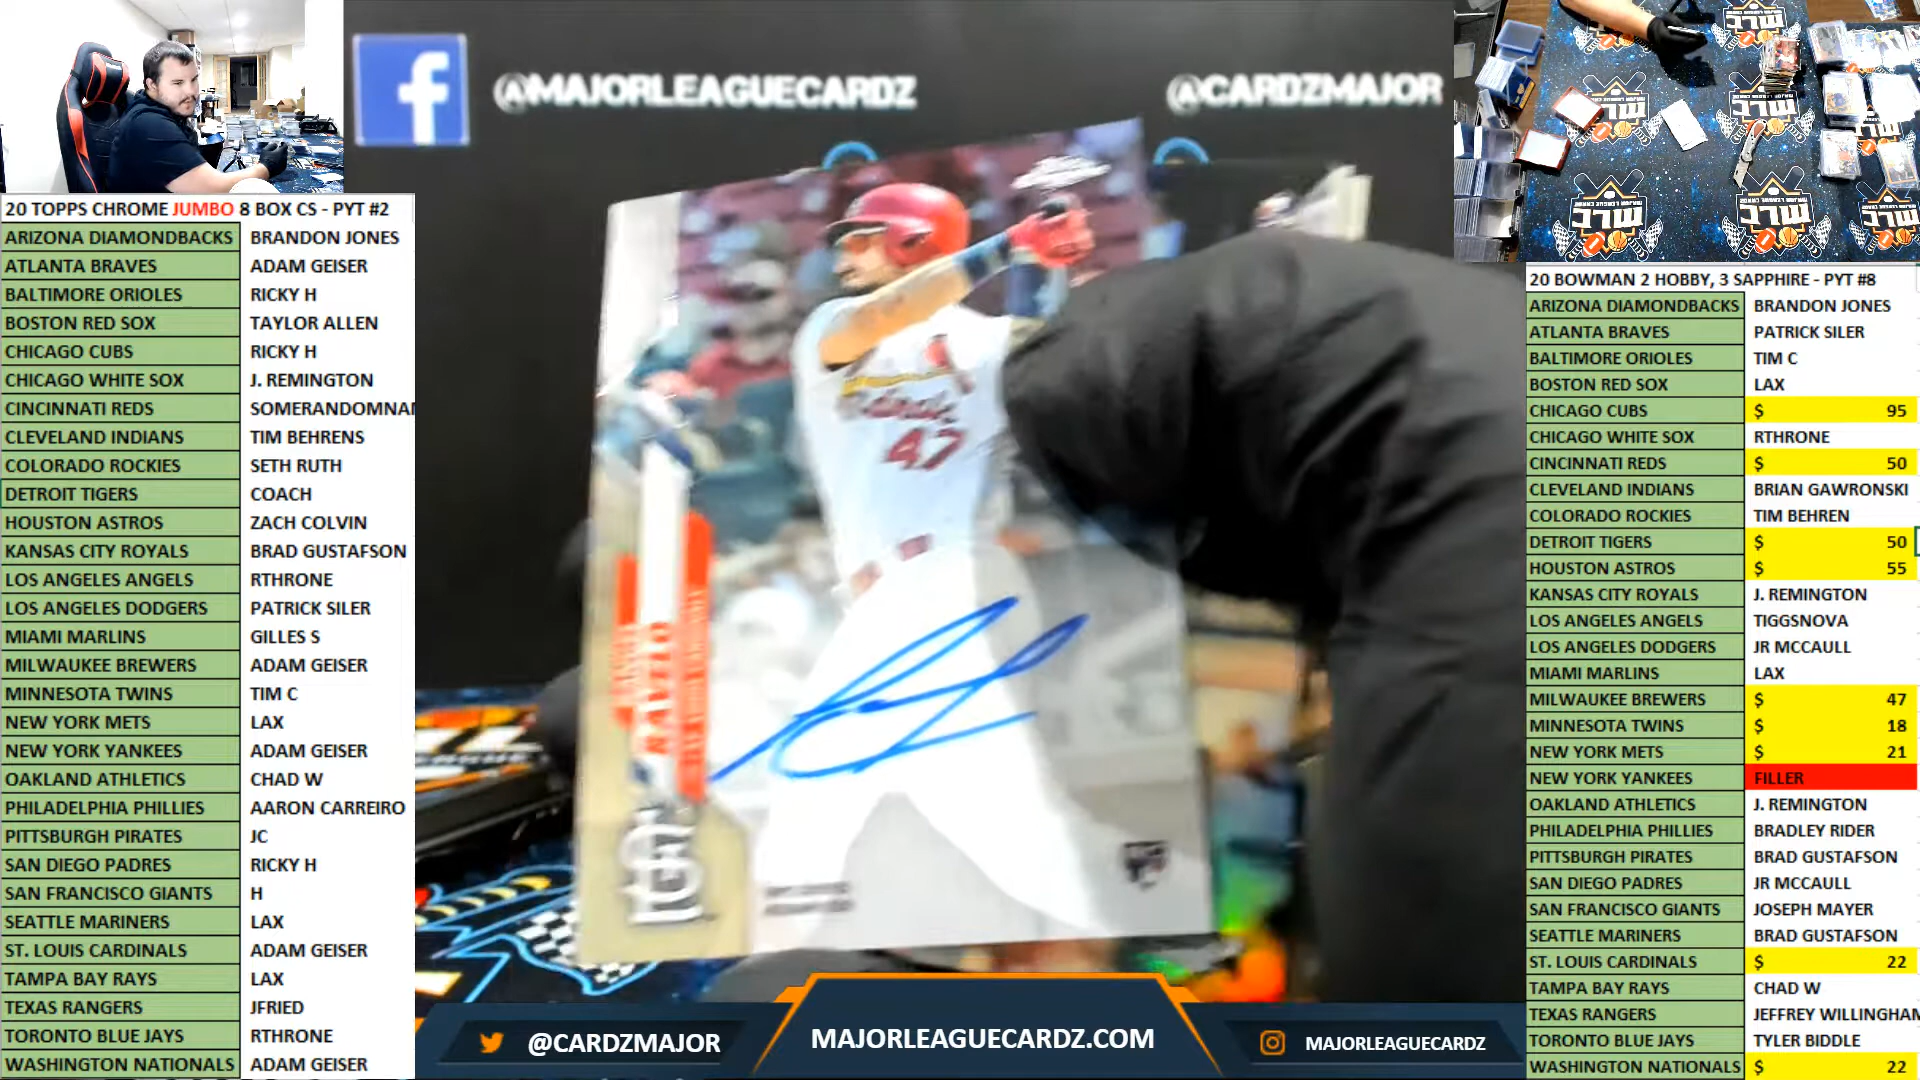 @MAJORLEAGUECARDZ
@CARDZMAJOR
20 TOPPS CHROME JUMBO 8 BOX CS - PYT #2
ARIZONA DIAMONDBACKS BRANDON JONES
ATLANTA BRAVES ADAM GEISER
BALTIMORE ORIOLES RICKY H
BOSTON RED SOX TAYLOR ALLEN
CHICAGO CUBS RICKY H
CHICAGO WHITE SOX J. REMINGTON
CINCINNATI REDS SOMERANDOMNA
CLEVELAND INDIANS TIM BEHRENS
COLORADO ROCKIES SETH RUTH
DETROIT TIGERS COACH
HOUSTON ASTROS ZACH COLVIN
KANSAS CITY ROYALS BRAD GUSTAFSON
LOS ANGELES ANGELS RTHRONE
LOS ANGELES DODGERS PATRICK SILER
MIAMI MARLINS GILLES S
MILWAUKEE BREWERS ADAM GEISER
MINNESOTA TWINS TIM C
NEW YORK METS LAX
NEW YORK YANKEES ADAM GEISER
OAKLAND ATHLETICS CHAD W
PHILADELPHIA PHILLIES AARON CARREIRO
PITTSBURGH PIRATES JC
SAN DIEGO PADRES RICKY H
SAN FRANCISCO GIANTS H
SEATTLE MARINERS LAX
ST. LOUIS CARDINALS ADAM GEISER
TAMPA BAY RAYS LAX
TEXAS RANGERS JFRIED
TORONTO BLUE JAYS RTHRONE
WASHINGTON NATIONALS ADAM GEISER
47
RAVELO
@CARDZMAJOR
MAJORLEAGUECARDZ.COM
MAJORLEAGUECARDZ
20 BOWMAN 2 HOBBY, 3 SAPPHIRE - PYT #8
ARIZONA DIAMONDBACKS BRANDON JONES
ATLANTA BRAVES PATRICK SILER
BALTIMORE ORIOLES TIM C
BOSTON RED SOX LAX
CHICAGO CUBS $ 95
CHICAGO WHITE SOX RTHRONE
CINCINNATI REDS $ 50
CLEVELAND INDIANS BRIAN GAWRONSKI
COLORADO ROCKIES TIM BEHREN
DETROIT TIGERS $ 50
HOUSTON ASTROS $ 55
KANSAS CITY ROYALS J. REMINGTON
LOS ANGELES ANGELS TIGGSNOVA
LOS ANGELES DODGERS JR MCCAULL
MIAMI MARLINS LAX
MILWAUKEE BREWERS $ 47
MINNESOTA TWINS $ 18
NEW YORK METS $ 21
NEW YORK YANKEES FILLER
OAKLAND ATHLETICS J. REMINGTON
PHILADELPHIA PHILLIES BRADLEY RIDER
PITTSBURGH PIRATES BRAD GUSTAFSON
SAN DIEGO PADRES JR MCCAULL
SAN FRANCISCO GIANTS JOSEPH MAYER
SEATTLE MARINERS BRAD GUSTAFSON
ST. LOUIS CARDINALS $ 22
TAMPA BAY RAYS CHAD W
TEXAS RANGERS JEFFREY WILLINGHAM
TORONTO BLUE JAYS TYLER BIDDLE
WASHINGTON NATIONALS $ 22